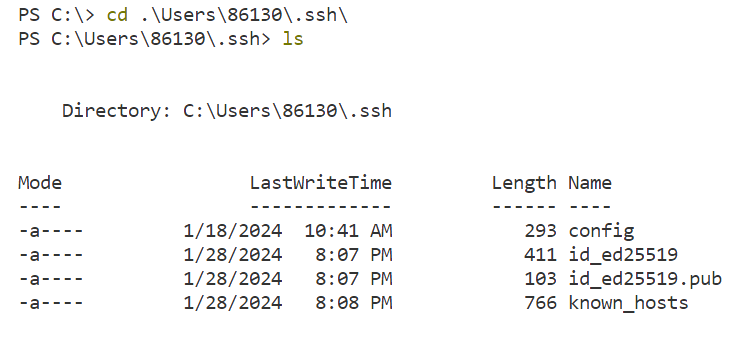 PS C:\> cd .\Users\86130\.ssh\
PS C:\Users\86130\.ssh> ls
Directory: C:\Users\86130\.ssh
Mode LastWriteTime Length Name
---- ------------- ------ ----
-a---- 1/18/2024 10:41 AM 293 config
-a---- 1/28/2024 8:07 PM 411 id_ed25519
-a---- 1/28/2024 8:07 PM 103 id_ed25519.pub
-a---- 1/28/2024 8:08 PM 766 known_hosts